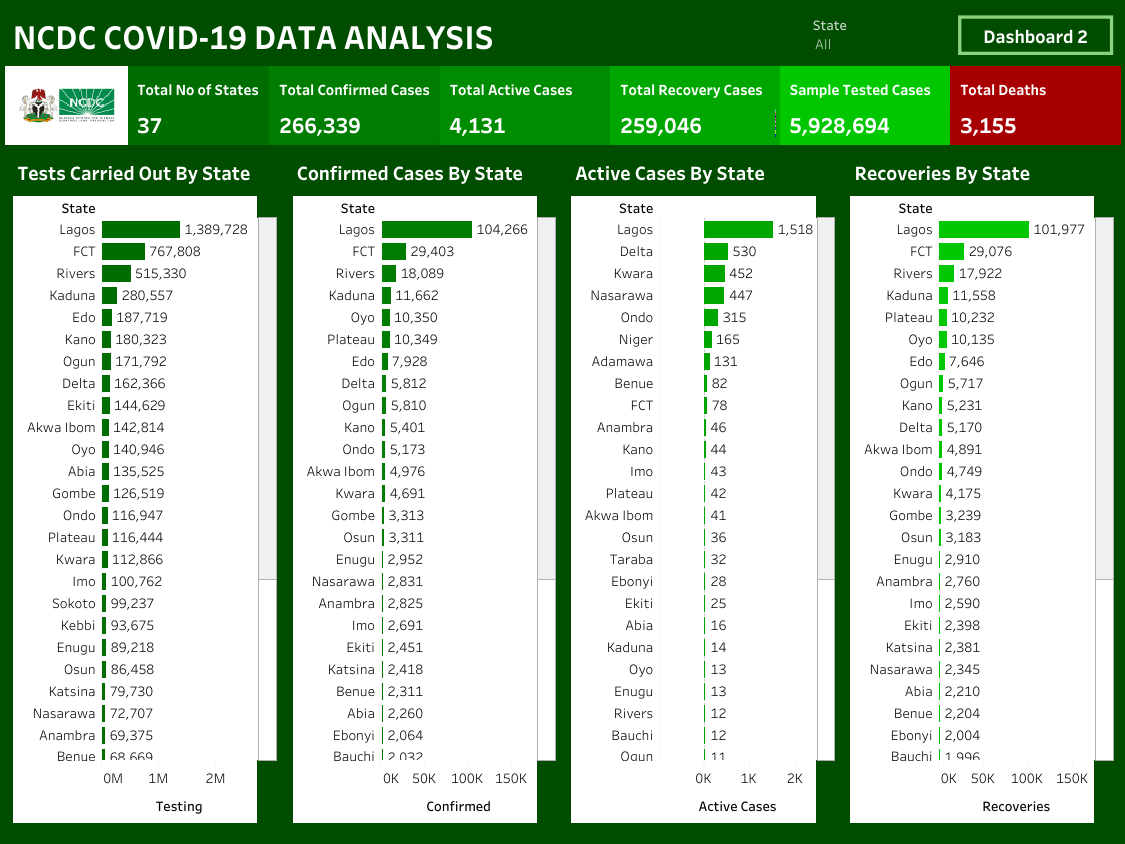 NCDC COVID-19 DATA ANALYSIS
State
All
Dashboard 2
NCDC
Total No of States
37
Total Confirmed Cases
266,339
Total Active Cases
4,131
Total Recovery Cases
259,046
Sample Tested Cases
5,928,694
Total Deaths
3,155
Tests Carried Out By State
State
Lagos 1,389,728
FCT 767,808
Rivers 515,330
Kaduna 280,557
Edo 187,719
Kano 180,323
Ogun 171,792
Delta 162,366
Ekiti 144,629
Akwa Ibom 142,814
Oyo 140,946
Abia 135,525
Gombe 126,519
Ondo 116,947
Plateau 116,444
Kwara 112,866
Imo 100,762
Sokoto 99,237
Kebbi 93,675
Enugu 89,218
Osun 86,458
Katsina 79,730
Nasarawa 72,707
Anambra 69,375
Benue 68,669
0M 1M 2M
Testing
Confirmed Cases By State
State
Lagos 104,266
FCT 29,403
Rivers 18,089
Kaduna 11,662
Oyo 10,350
Plateau 10,349
Edo 7,928
Delta 5,812
Ogun 5,810
Kano 5,401
Ondo 5,173
Akwa Ibom 4,976
Kwara 4,691
Gombe 3,313
Osun 3,311
Enugu 2,952
Nasarawa 2,831
Anambra 2,825
Imo 2,691
Ekiti 2,451
Katsina 2,418
Benue 2,311
Abia 2,260
Ebonyi 2,064
Bauchi 2,032
0K 50K 100K 150K
Confirmed
Active Cases By State
State
Lagos 1,518
Delta 530
Kwara 452
Nasarawa 447
Ondo 315
Niger 165
Adamawa 131
Benue 82
FCT 78
Anambra 46
Kano 44
Imo 43
Plateau 42
Akwa Ibom 41
Osun 36
Taraba 32
Ebonyi 28
Ekiti 25
Abia 16
Kaduna 14
Oyo 13
Enugu 13
Rivers 12
Bauchi 12
Ogun 11
0K 1K 2K
Active Cases
Recoveries By State
State
Lagos 101,977
FCT 29,076
Rivers 17,922
Kaduna 11,558
Plateau 10,232
Oyo 10,135
Edo 7,646
Ogun 5,717
Kano 5,231
Delta 5,170
Akwa Ibom 4,891
Ondo 4,749
Kwara 4,175
Gombe 3,239
Osun 3,183
Enugu 2,910
Anambra 2,760
Imo 2,590
Ekiti 2,398
Katsina 2,381
Nasarawa 2,345
Abia 2,210
Benue 2,204
Ebonyi 2,004
Bauchi 1,996
0K 50K 100K 150K
Recoveries